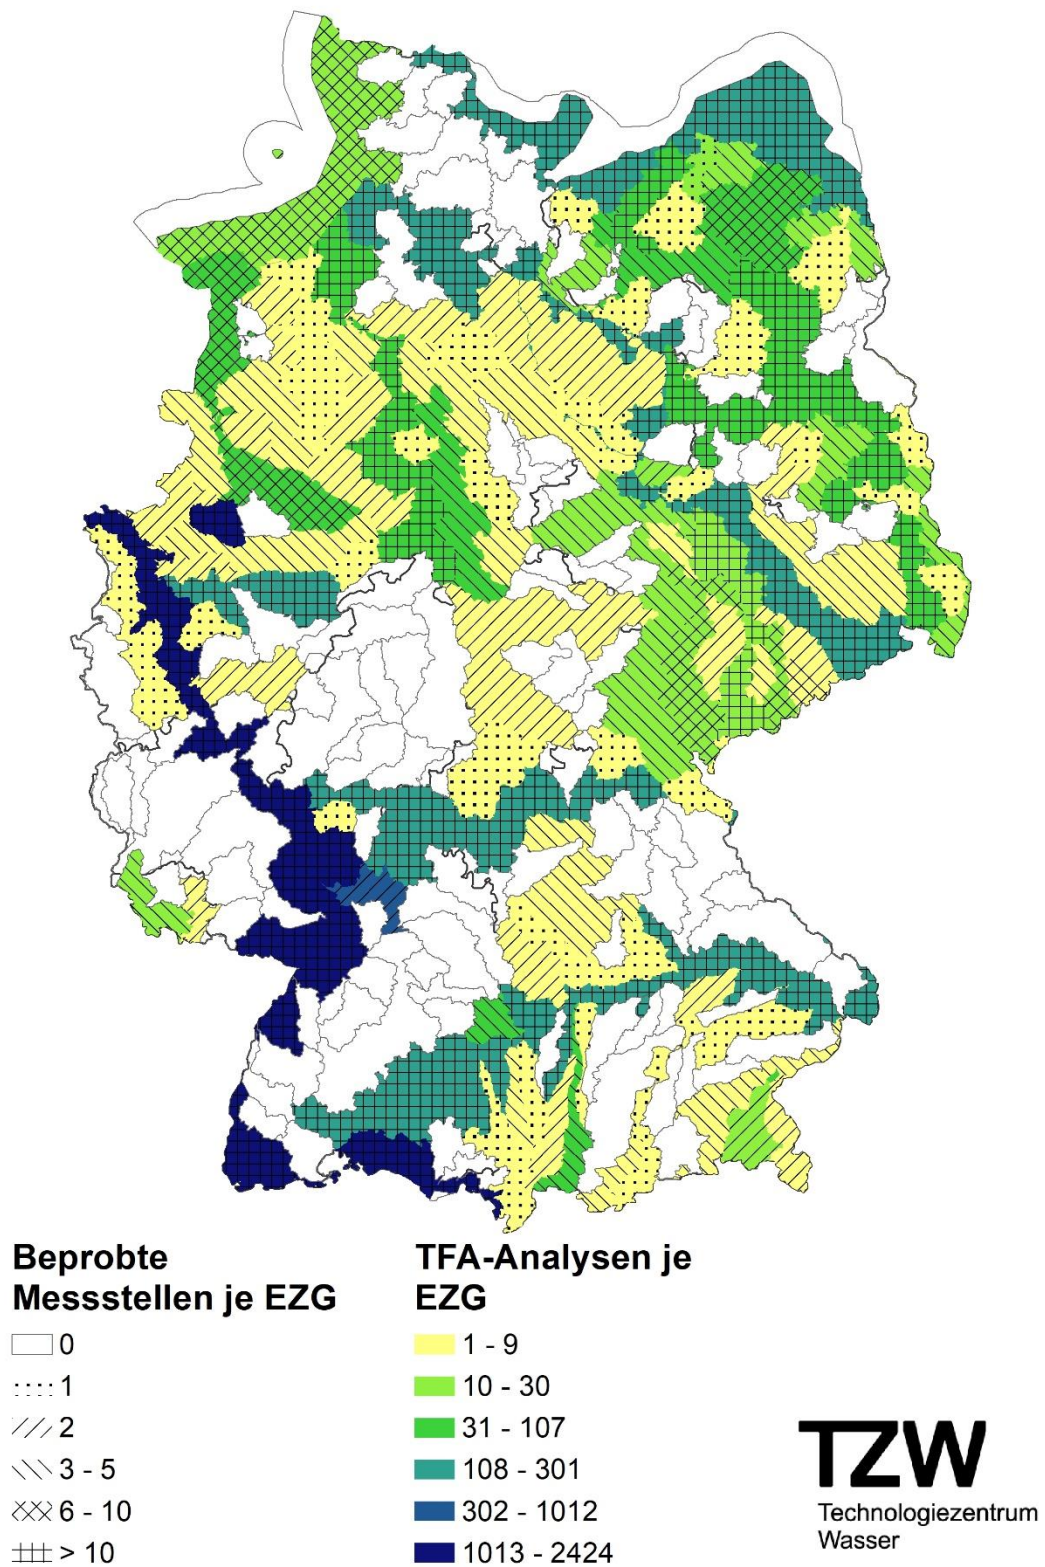 Beprobte
Messstellen je EZG
0
1
2
3 - 5
6 - 10
> 10
TFA-Analysen je
EZG
1 - 9
10 - 30
31 - 107
108 - 301
302 - 1012
1013 - 2424
TZW
Technologiezentrum
Wasser